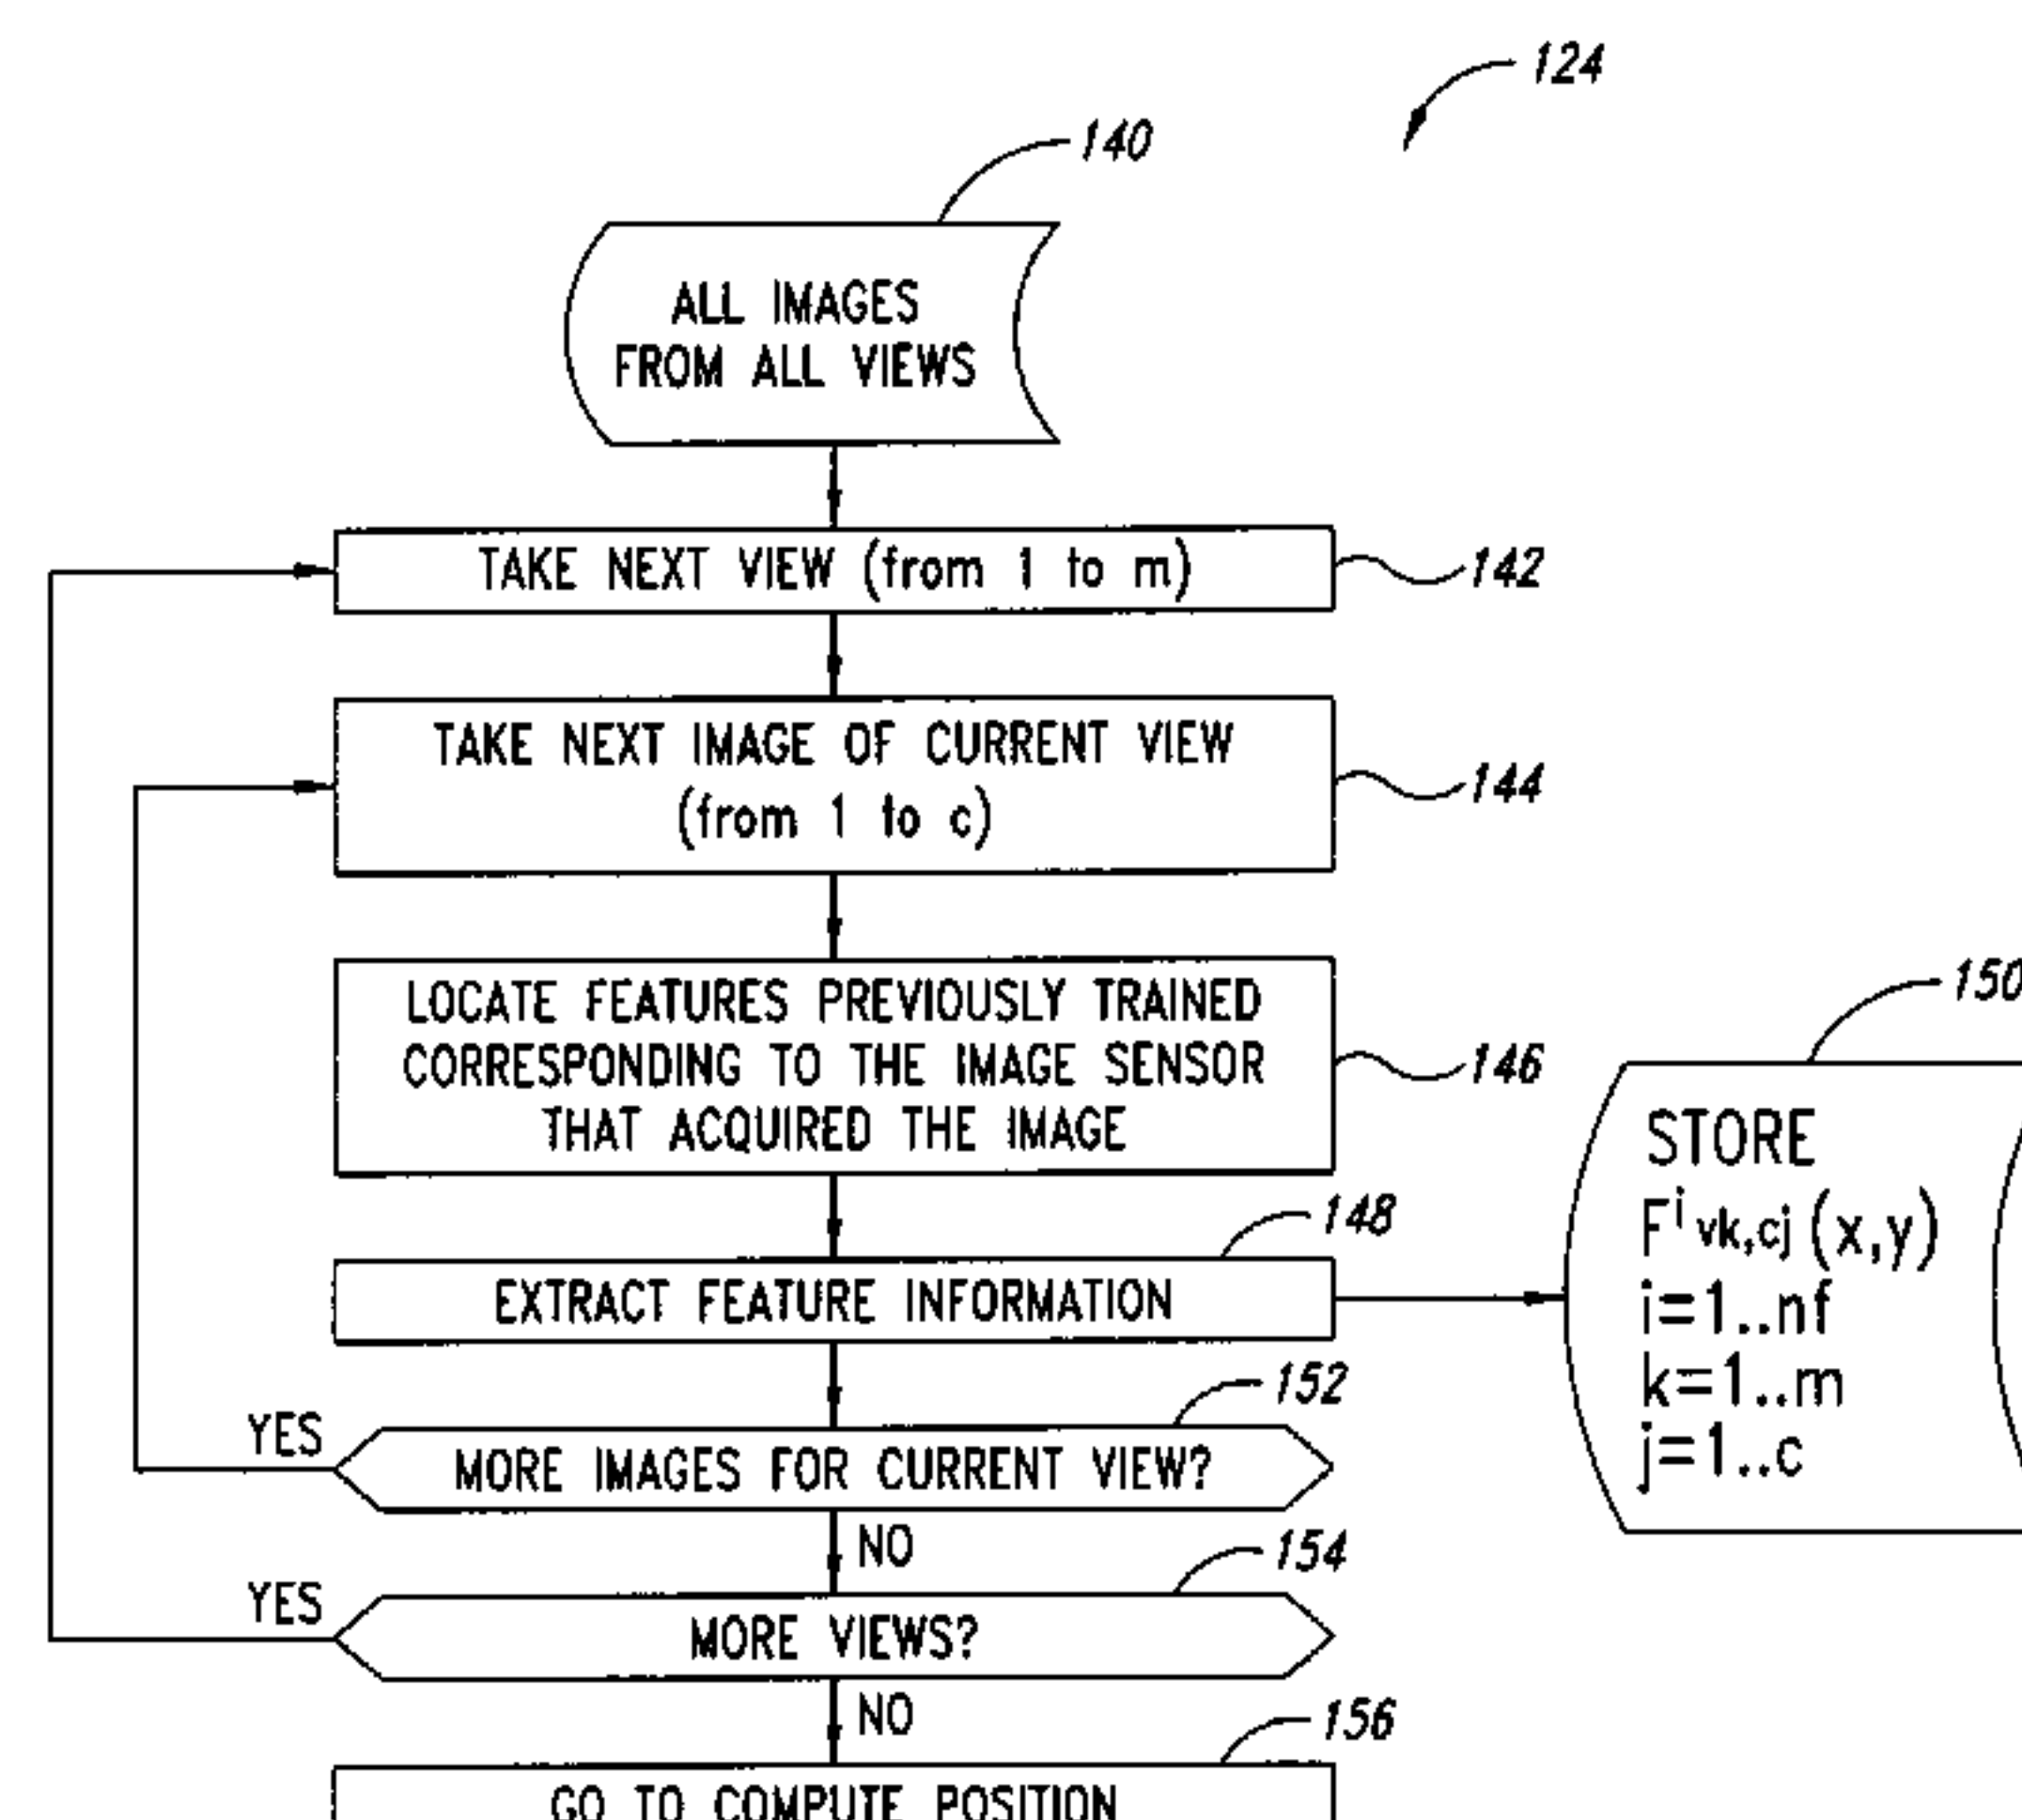 124
140
ALL IMAGES
FROM ALL VIEWS
TAKE NEXT VIEW (from 1 to m)
142
TAKE NEXT IMAGE OF CURRENT VIEW
(from 1 to c)
144
LOCATE FEATURES PREVIOUSLY TRAINED
CORRESPONDING TO THE IMAGE SENSOR
THAT ACQUIRED THE IMAGE
146
150
148
EXTRACT FEATURE INFORMATION
STORE
F^i vk,cj (x,y)
i=1..nf
k=1..m
j=1..c
152
YES
MORE IMAGES FOR CURRENT VIEW?
NO
154
YES
MORE VIEWS?
NO
156
GO TO COMPUTE POSITION